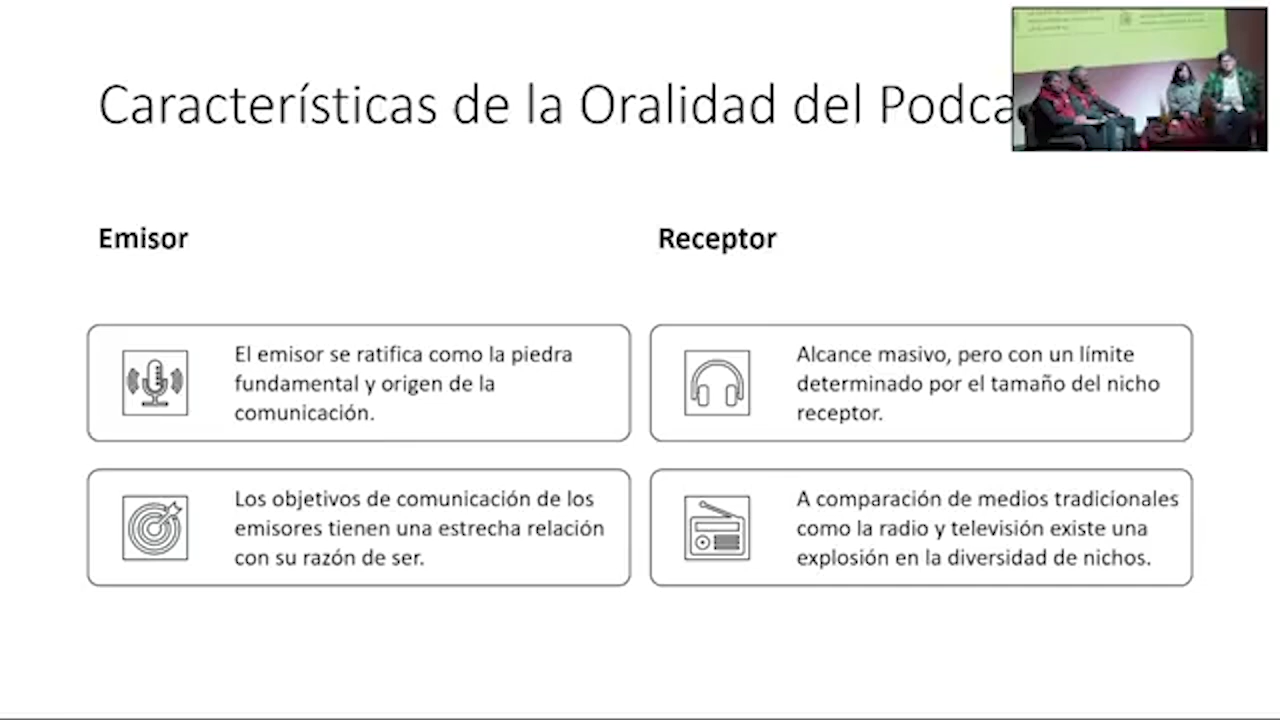 Características de la Oralidad del Podca
Emisor
El emisor se ratifica como la piedra
fundamental y origen de la
comunicación.
Los objetivos de comunicación de los
emisores tienen una estrecha relación
con su razón de ser.
Receptor
Alcance masivo, pero con un límite
determinado por el tamaño del nicho
receptor.
A comparación de medios tradicionales
como la radio y televisión existe una
explosión en la diversidad de nichos.